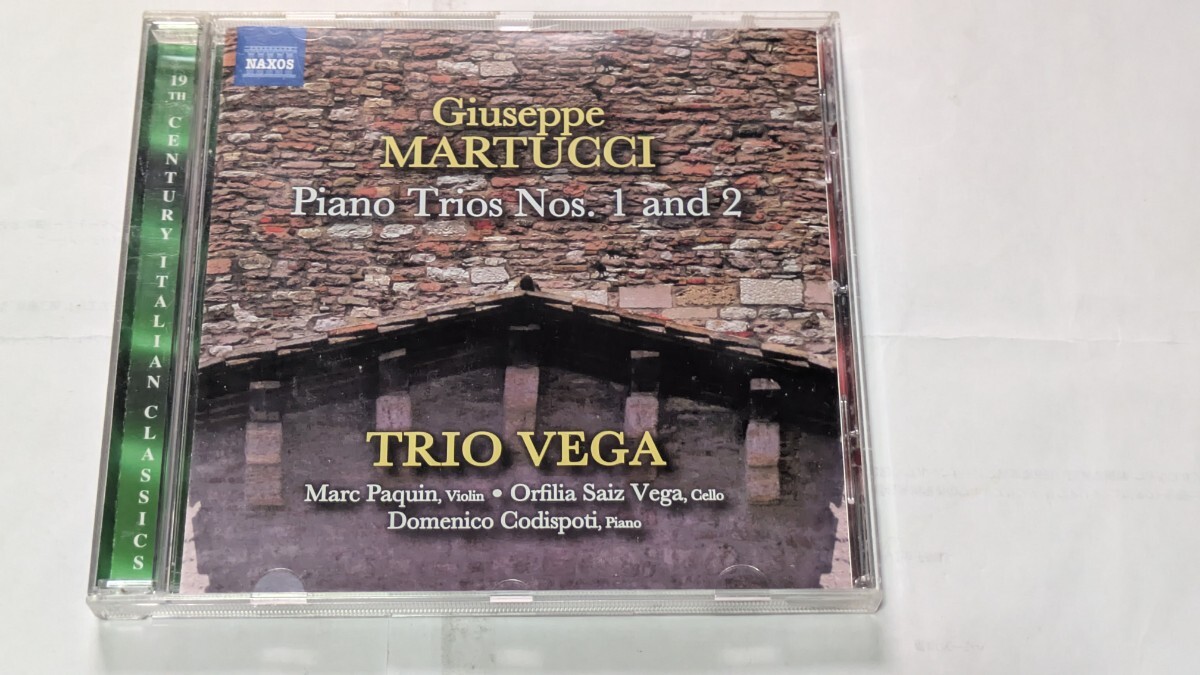 NAXOS
19TH CENTURY ITALIAN CLASSICS
Giuseppe
MARTUCCI
Piano Trios Nos. 1 and 2
TRIO VEGA
Marc Paquin, Violin • Orfilia Saiz Vega, Cello
Domenico Codispoti, Piano